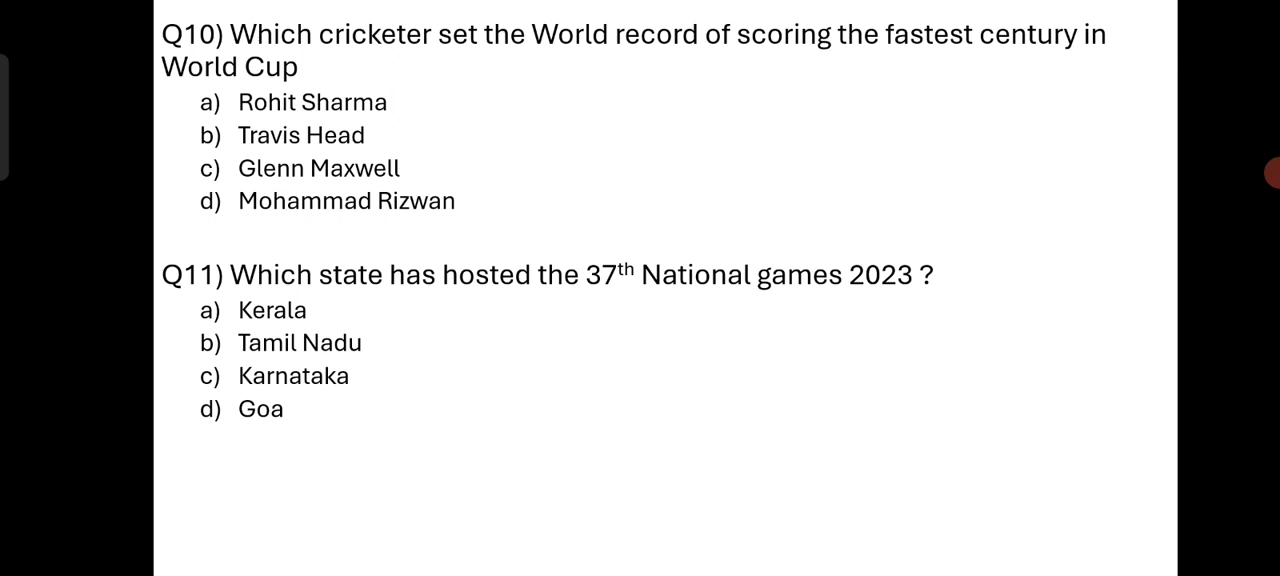 Q10) Which cricketer set the World record of scoring the fastest century in
World Cup
a) Rohit Sharma
b) Travis Head
c) Glenn Maxwell
d) Mohammad Rizwan
Q11) Which state has hosted the 37th National games 2023 ?
a) Kerala
b) Tamil Nadu
c) Karnataka
d) Goa